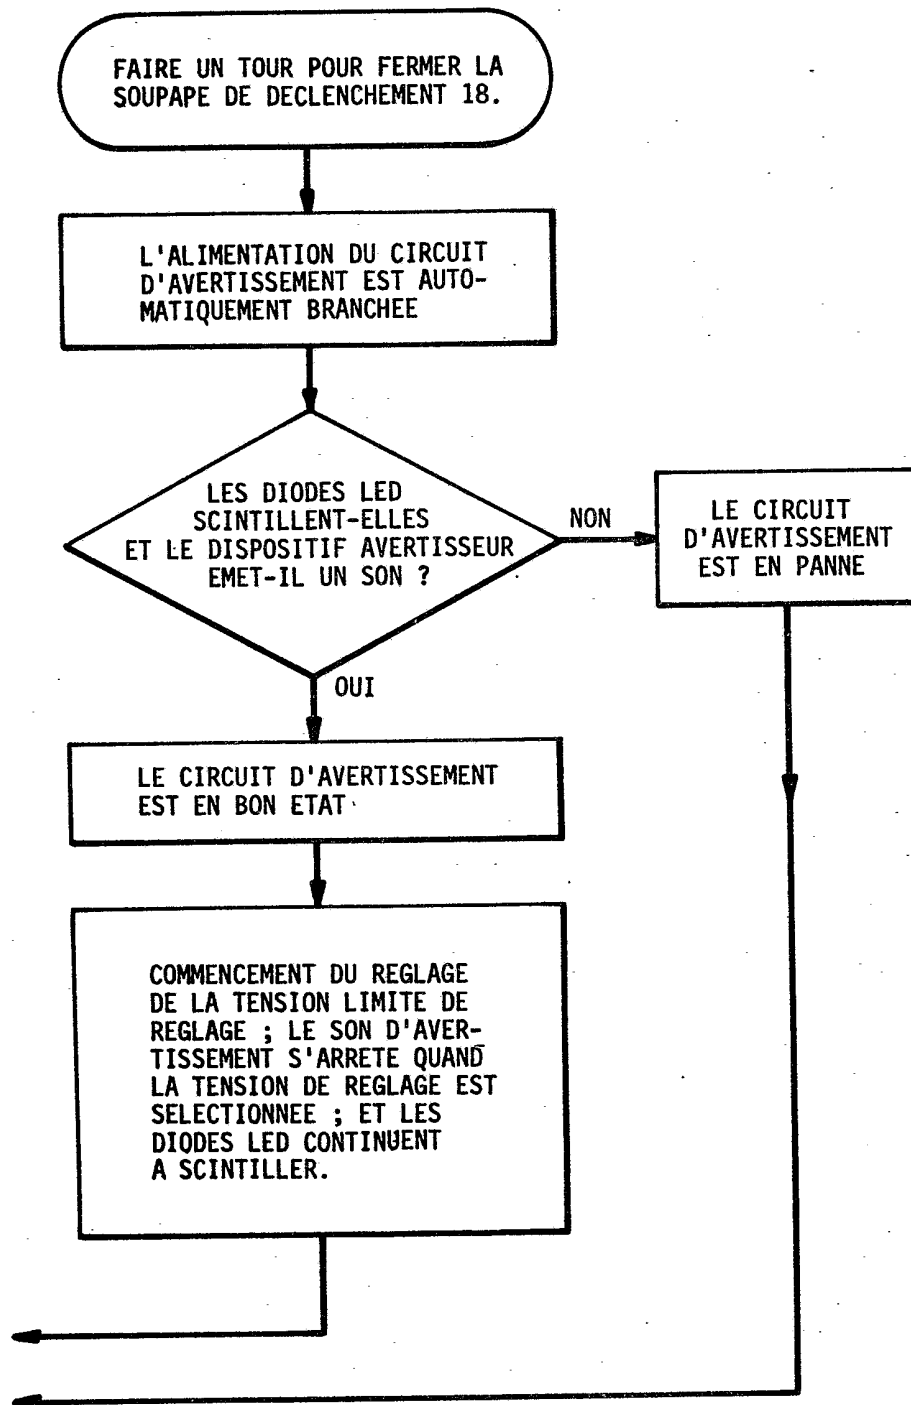 FAIRE UN TOUR POUR FERMER LA
SOUPAPE DE DECLENCHEMENT 18.
L'ALIMENTATION DU CIRCUIT
D'AVERTISSEMENT EST AUTO-
MATIQUEMENT BRANCHEE
LES DIODES LED
SCINTILLENT-ELLES
ET LE DISPOSITIF AVERTISSEUR
EMET-IL UN SON ?
NON
LE CIRCUIT
D'AVERTISSEMENT
EST EN PANNE
OUI
LE CIRCUIT D'AVERTISSEMENT
EST EN BON ETAT
COMMENCEMENT DU REGLAGE
DE LA TENSION LIMITE DE
REGLAGE ; LE SON D'AVER-
TISSEMENT S'ARRETE QUAND
LA TENSION DE REGLAGE EST
SELECTIONNEE ; ET LES
DIODES LED CONTINUENT
A SCINTILLER.